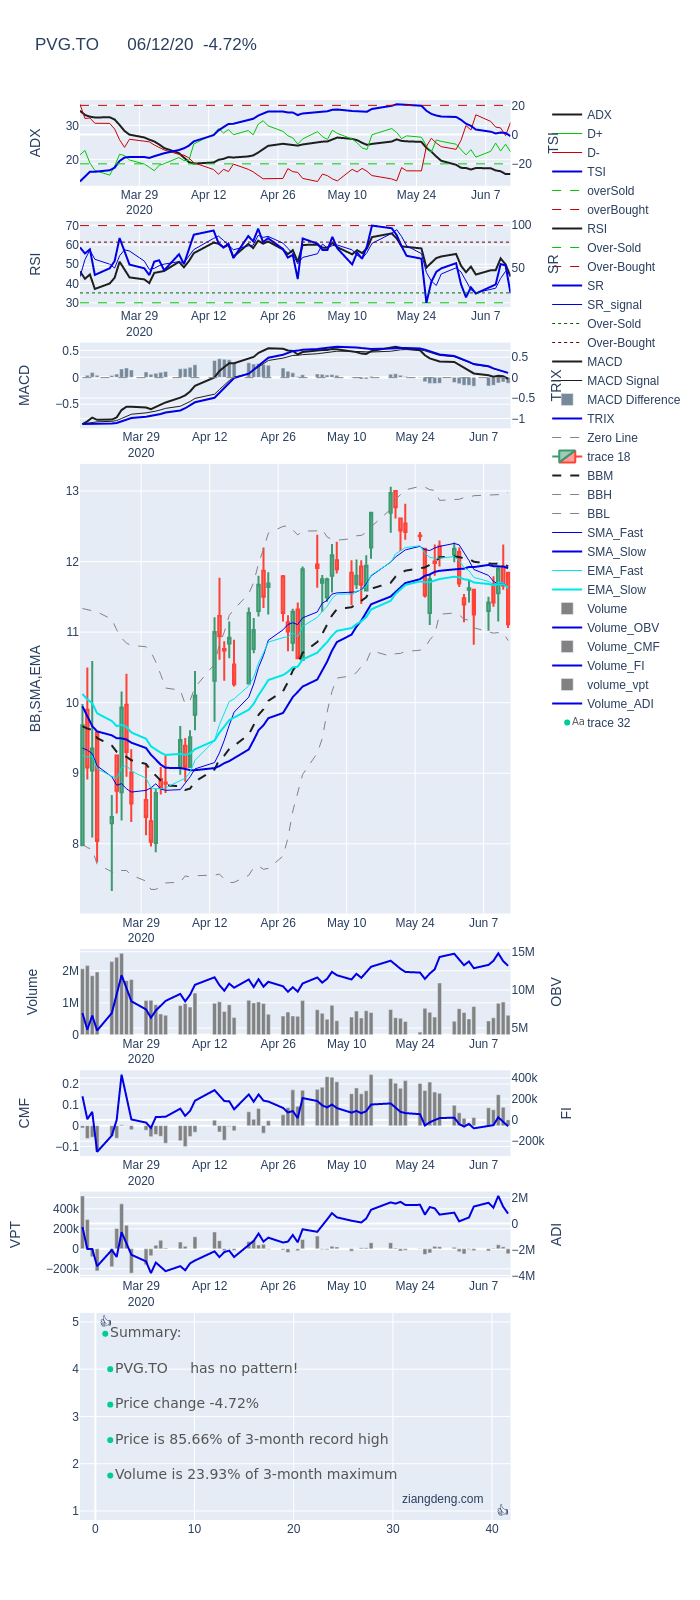 PVG.TO 06/12/20 -4.72%
ADX
30
20
20
0
−20
TSI
Mar 29
2020
Apr 12
Apr 26
May 10
May 24
Jun 7
RSI
70
60
50
40
30
100
50
SR
Mar 29
2020
Apr 12
Apr 26
May 10
May 24
Jun 7
MACD
0.5
0
−0.5
0.5
0
−0.5
−1
TRIX
Mar 29
2020
Apr 12
Apr 26
May 10
May 24
Jun 7
BB,SMA,EMA
13
12
11
10
9
8
Mar 29
2020
Apr 12
Apr 26
May 10
May 24
Jun 7
Volume
2M
1M
0
15M
10M
5M
OBV
Mar 29
2020
Apr 12
Apr 26
May 10
May 24
Jun 7
CMF
0.2
0.1
0
−0.1
400k
200k
0
−200k
FI
Mar 29
2020
Apr 12
Apr 26
May 10
May 24
Jun 7
VPT
400k
200k
0
−200k
2M
0
−2M
−4M
ADI
Mar 29
2020
Apr 12
Apr 26
May 10
May 24
Jun 7
5
4
3
2
1
Summary:
PVG.TO has no pattern!
Price change -4.72%
Price is 85.66% of 3-month record high
Volume is 23.93% of 3-month maximum
ziangdeng.com
0
10
20
30
40
ADX
D+
D-
TSI
overSold
overBought
RSI
Over-Sold
Over-Bought
SR
SR_signal
Over-Sold
Over-Bought
MACD
MACD Signal
MACD Difference
TRIX
Zero Line
trace 18
BBM
BBH
BBL
SMA_Fast
SMA_Slow
EMA_Fast
EMA_Slow
Volume
Volume_OBV
Volume_CMF
Volume_FI
volume_vpt
Volume_ADI
Aa trace 32